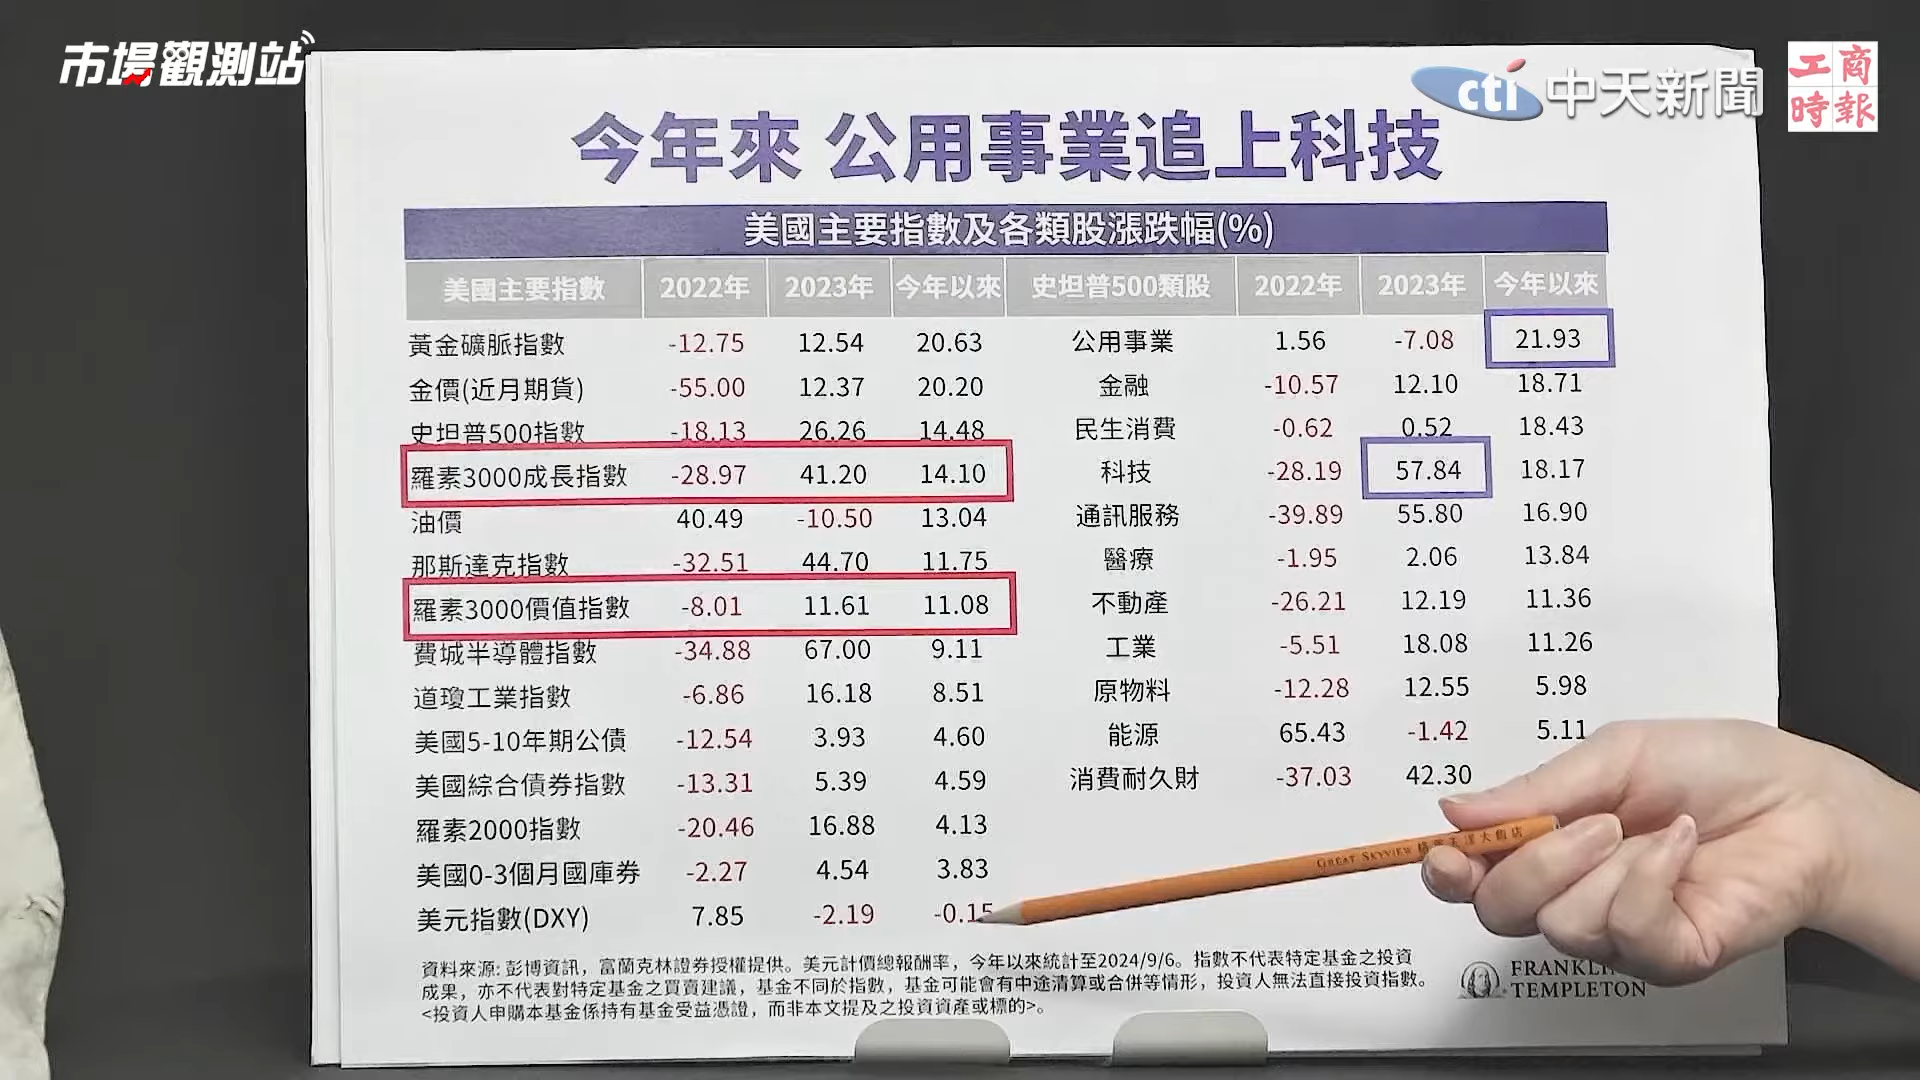 市場觀測站
cti 中天新聞
工商時報
今年來 公用事業追上科技
美國主要指數及各類股漲跌幅(%)
美國主要指數 2022年 2023年 今年以來 史坦普500類股 2022年 2023年 今年以來
黃金礦脈指數 -12.75 12.54 20.63 公用事業 1.56 -7.08 21.93
金價(近月期貨) -55.00 12.37 20.20 金融 -10.57 12.10 18.71
史坦普500指數 -18.13 26.26 14.48 民生消費 -0.62 0.52 18.43
羅素3000成長指數 -28.97 41.20 14.10 科技 -28.19 57.84 18.17
油價 40.49 -10.50 13.04 通訊服務 -39.89 55.80 16.90
那斯達克指數 -32.51 44.70 11.75 醫療 -1.95 2.06 13.84
羅素3000價值指數 -8.01 11.61 11.08 不動產 -26.21 12.19 11.36
費城半導體指數 -34.88 67.00 9.11 工業 -5.51 18.08 11.26
道瓊工業指數 -6.86 16.18 8.51 原物料 -12.28 12.55 5.98
美國5-10年期公債 -12.54 3.93 4.60 能源 65.43 -1.42 5.11
美國綜合債券指數 -13.31 5.39 4.59 消費耐久財 -37.03 42.30
羅素2000指數 -20.46 16.88 4.13
美國0-3個月國庫券 -2.27 4.54 3.83
美元指數(DXY) 7.85 -2.19 -0.15
GREAT SKYVIEW 大飯店
資料來源: 彭博資訊，富蘭克林證券授權提供。美元計價總報酬率，今年以來統計至2024/9/6。指數不代表特定基金之投資
成果，亦不代表對特定基金之買賣建議，基金不同於指數，基金可能會有中途清算或合併等情形，投資人無法直接投資指數。
<投資人申購本基金係持有基金受益憑證，而非本文提及之投資資產或標的>。
FRANKLIN
TEMPLETON